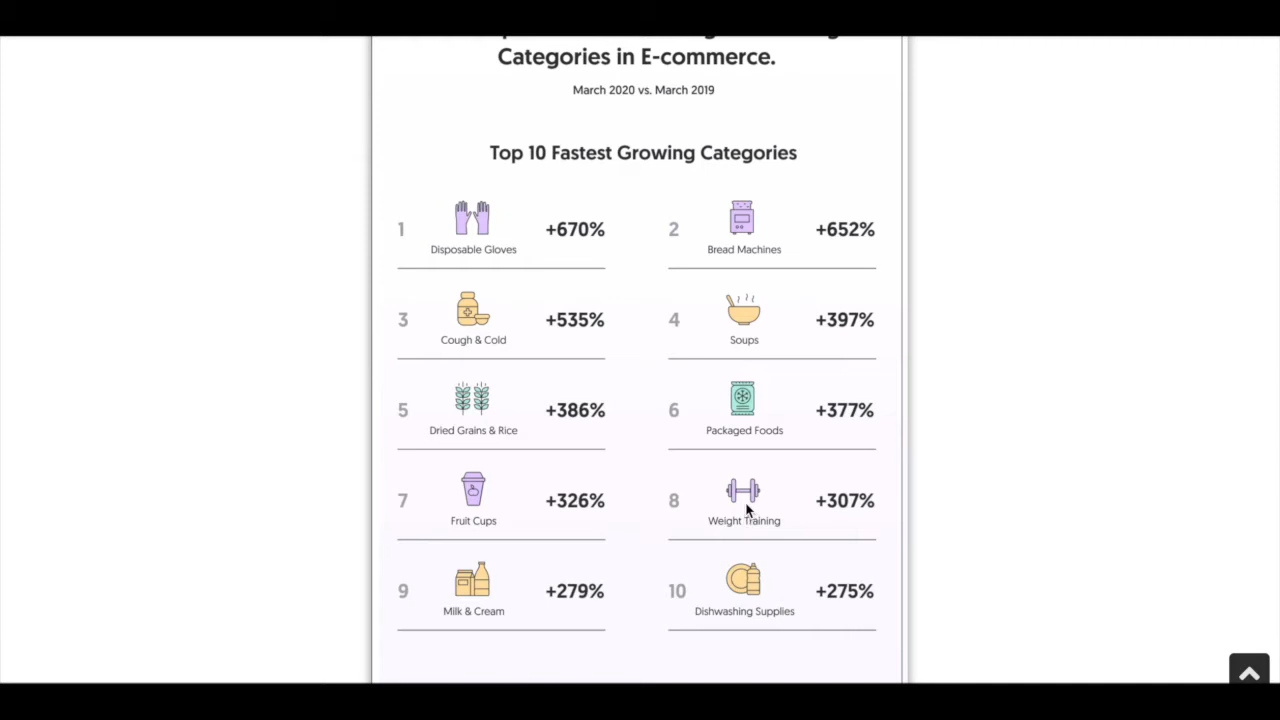 Categories in E-commerce.
March 2020 vs. March 2019
Top 10 Fastest Growing Categories
1
+670%
Disposable Gloves
2
+652%
Bread Machines
3
+535%
Cough & Cold
4
+397%
Soups
5
+386%
Dried Grains & Rice
6
+377%
Packaged Foods
7
+326%
Fruit Cups
8
+307%
Weight Training
9
+279%
Milk & Cream
10
+275%
Dishwashing Supplies